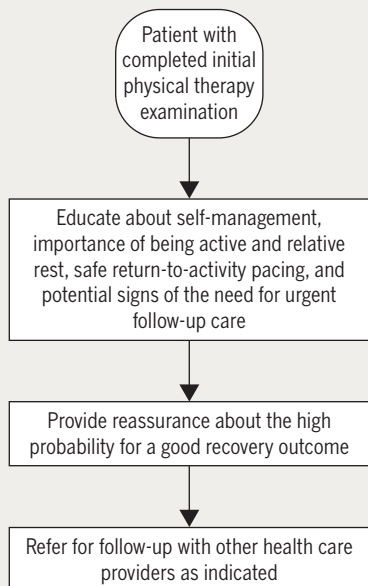 Patient with
completed initial
physical therapy
examination
Educate about self-management,
importance of being active and relative
rest, safe return-to-activity pacing, and
potential signs of the need for urgent
follow-up care
Provide reassurance about the high
probability for a good recovery outcome
Refer for follow-up with other health care
providers as indicated